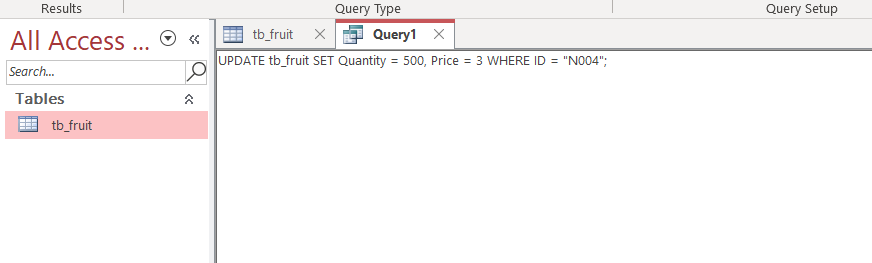 Results Query Type Query Setup
All Access ...
tb_fruit Query1
Search...
Tables
tb_fruit
UPDATE tb_fruit SET Quantity = 500, Price = 3 WHERE ID = "N004";